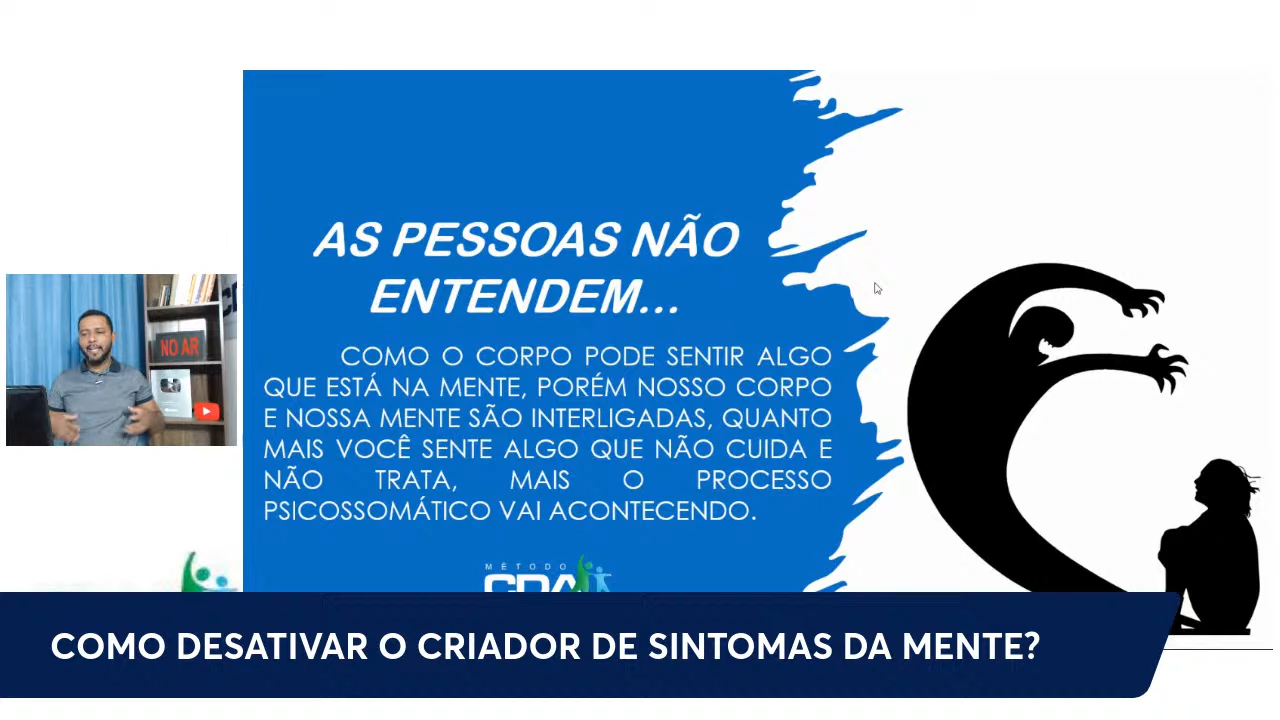 AS PESSOAS NÃO
ENTENDEM...
COMO O CORPO PODE SENTIR ALGO
QUE ESTÁ NA MENTE, PORÉM NOSSO CORPO
E NOSSA MENTE SÃO INTERLIGADAS, QUANTO
MAIS VOCÊ SENTE ALGO QUE NÃO CUIDA E
NÃO TRATA, MAIS O PROCESSO
PSICOSSOMÁTICO VAI ACONTECENDO.
NO AR
MÉTODO
CDA
COMO DESATIVAR O CRIADOR DE SINTOMAS DA MENTE?